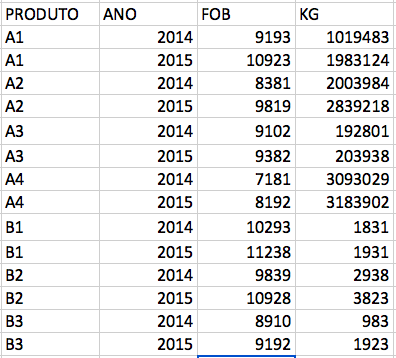 PRODUTO ANO FOB KG
A1 2014 9193 1019483
A1 2015 10923 1983124
A2 2014 8381 2003984
A2 2015 9819 2839218
A3 2014 9102 192801
A3 2015 9382 203938
A4 2014 7181 3093029
A4 2015 8192 3183902
B1 2014 10293 1831
B1 2015 11238 1931
B2 2014 9839 2938
B2 2015 10928 3823
B3 2014 8910 983
B3 2015 9192 1923